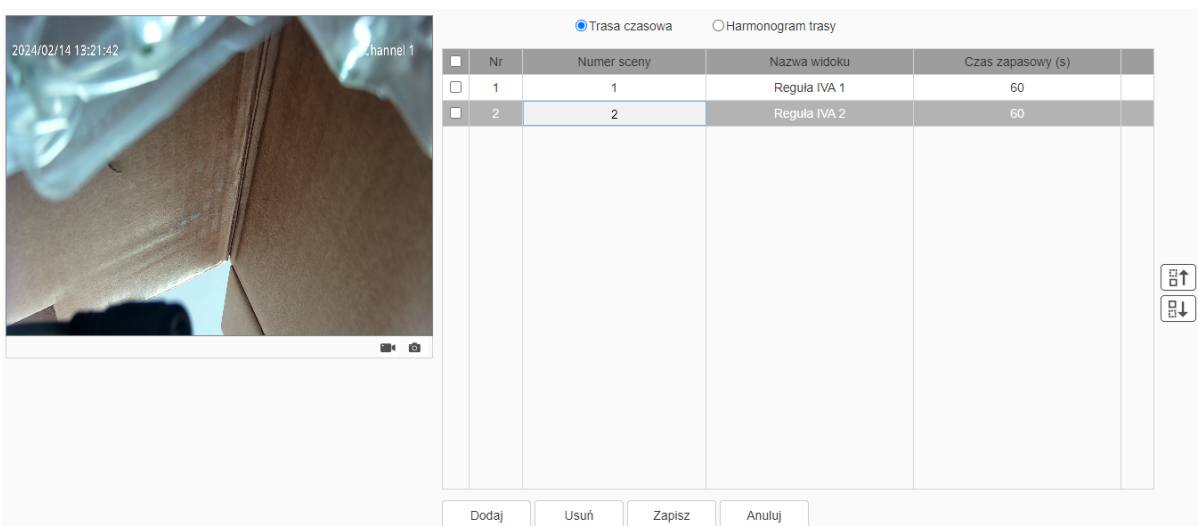 Trasa czasowa Harmonogram trasy
2024/02/14 13:21:42 Channel 1
Nr Numer sceny Nazwa widoku Czas zapasowy (s)
1 1 Reguła IVA 1 60
2 2 Reguła IVA 2 60
Dodaj Usuń Zapisz Anuluj